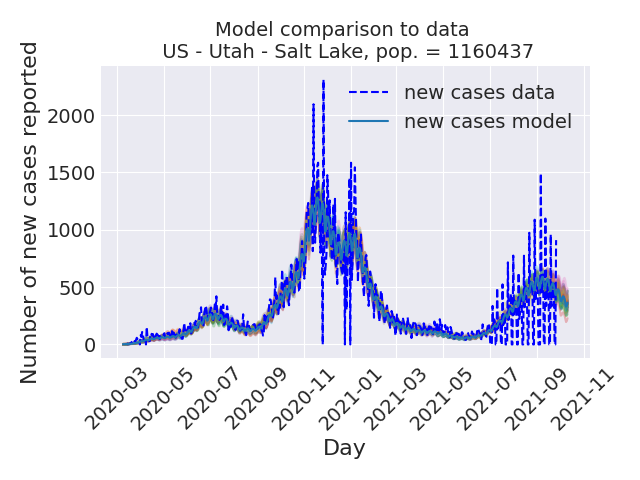 Model comparison to data
US - Utah - Salt Lake, pop. = 1160437
Number of new cases reported
2000
1500
1000
500
0
new cases data
new cases model
2020-03
2020-05
2020-07
2020-09
2020-11
2021-01
2021-03
2021-05
2021-07
2021-09
2021-11
Day